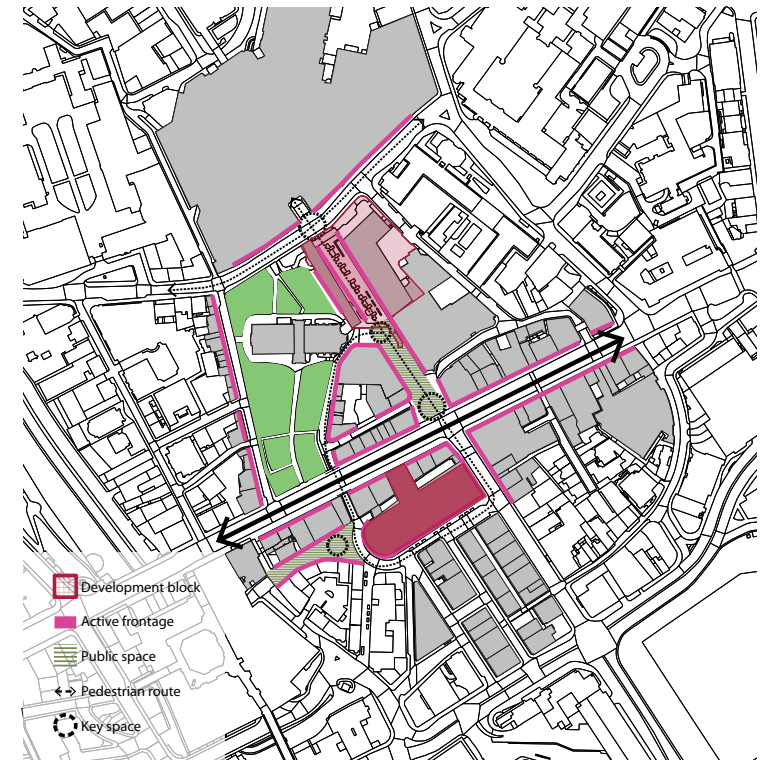 Development block
Active frontage
Public space
Pedestrian route
Key space